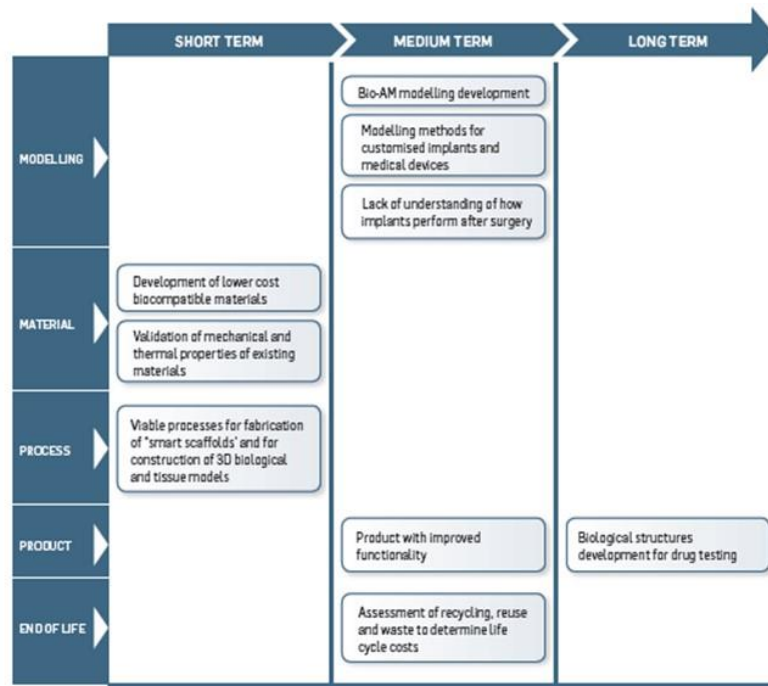 SHORT TERM
MEDIUM TERM
LONG TERM
MODELLING
Bio-AM modelling development
Modelling methods for
customised implants and
medical devices
Lack of understanding of how
implants perform after surgery
MATERIAL
Development of lower cost
biocompatible materials
Validation of mechanical and
thermal properties of existing
materials
PROCESS
Viable processes for fabrication
of "smart scaffolds' and for
construction of 3D biological
and tissue models
PRODUCT
Product with improved
functionality
Biological structures
development for drug testing
END OF LIFE
Assessment of recycling, reuse
and waste to determine life
cycle costs